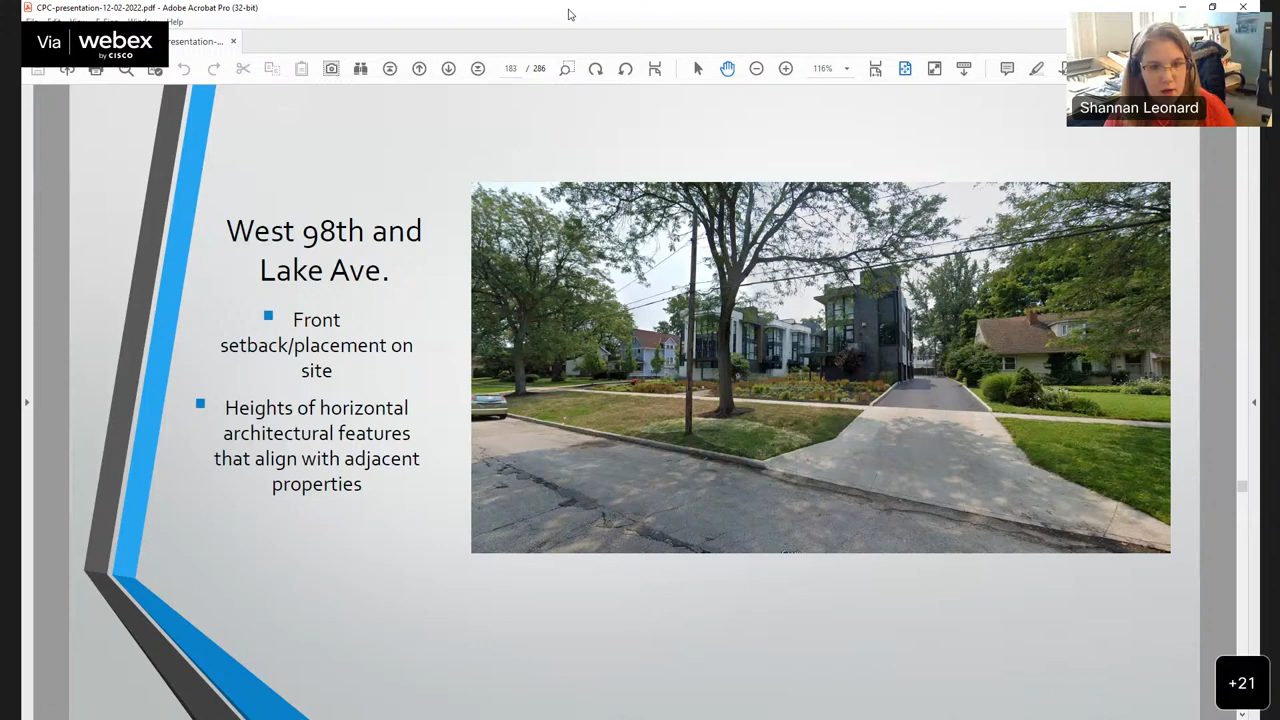 CPC-presentation-12-02-2022.pdf - Adobe Acrobat Pro (32-bit)
Help
Via webex
by CISCO
resentation-...
183 / 286
116%
Shannan Leonard
West 98th and
Lake Ave.
Front
setback/placement on
site
Heights of horizontal
architectural features
that align with adjacent
properties
+21